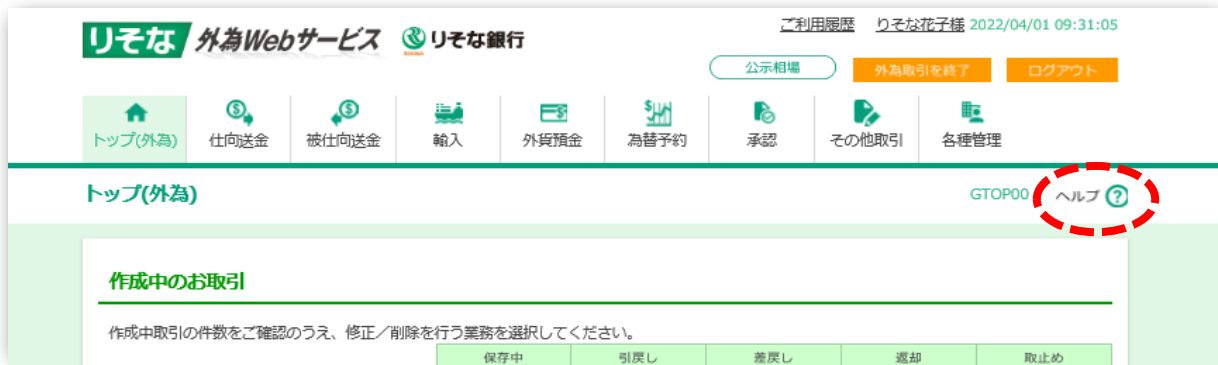 りそな 外為Webサービス りそな銀行
ご利用履歴 りそな花子様 2022/04/01 09:31:05
公示相場 外為取引を終了 ログアウト
トップ(外為) 仕向送金 被仕向送金 輸入 外貨預金 為替予約 承認 その他取引 各種管理
トップ(外為)
GTOP00 ヘルプ ?
作成中のお取引
作成中取引の件数をご確認のうえ、修正／削除を行う業務を選択してください。
保存中 引戻し 差戻し 返却 取止め